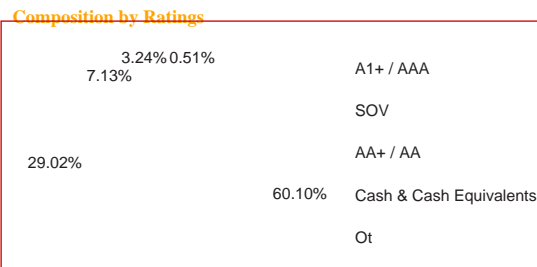 Composition by Ratings
3.24% 0.51%
7.13%
29.02%
60.10%
A1+ / AAA
SOV
AA+ / AA
Cash & Cash Equivalents
Ot